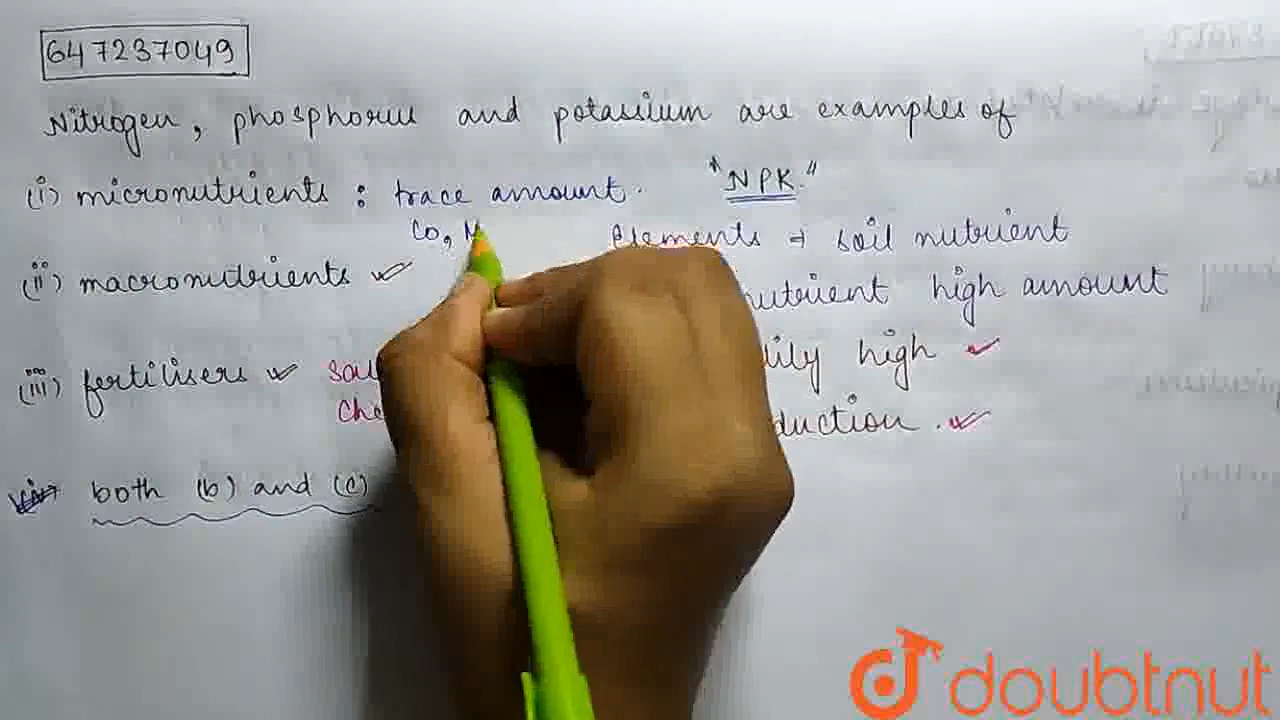 647237049
Nitrogen, phosphorus and potassium are examples of
(i) micronutrients : trace amount. "NPK."
Co, N
Elements → soil nutrient
(ii) macronutrients ✓
nutrient high amount
(iii) fertilisers ✓ soil
high ✓
Che
duction. ✓
both (b) and (c)
doubtnut